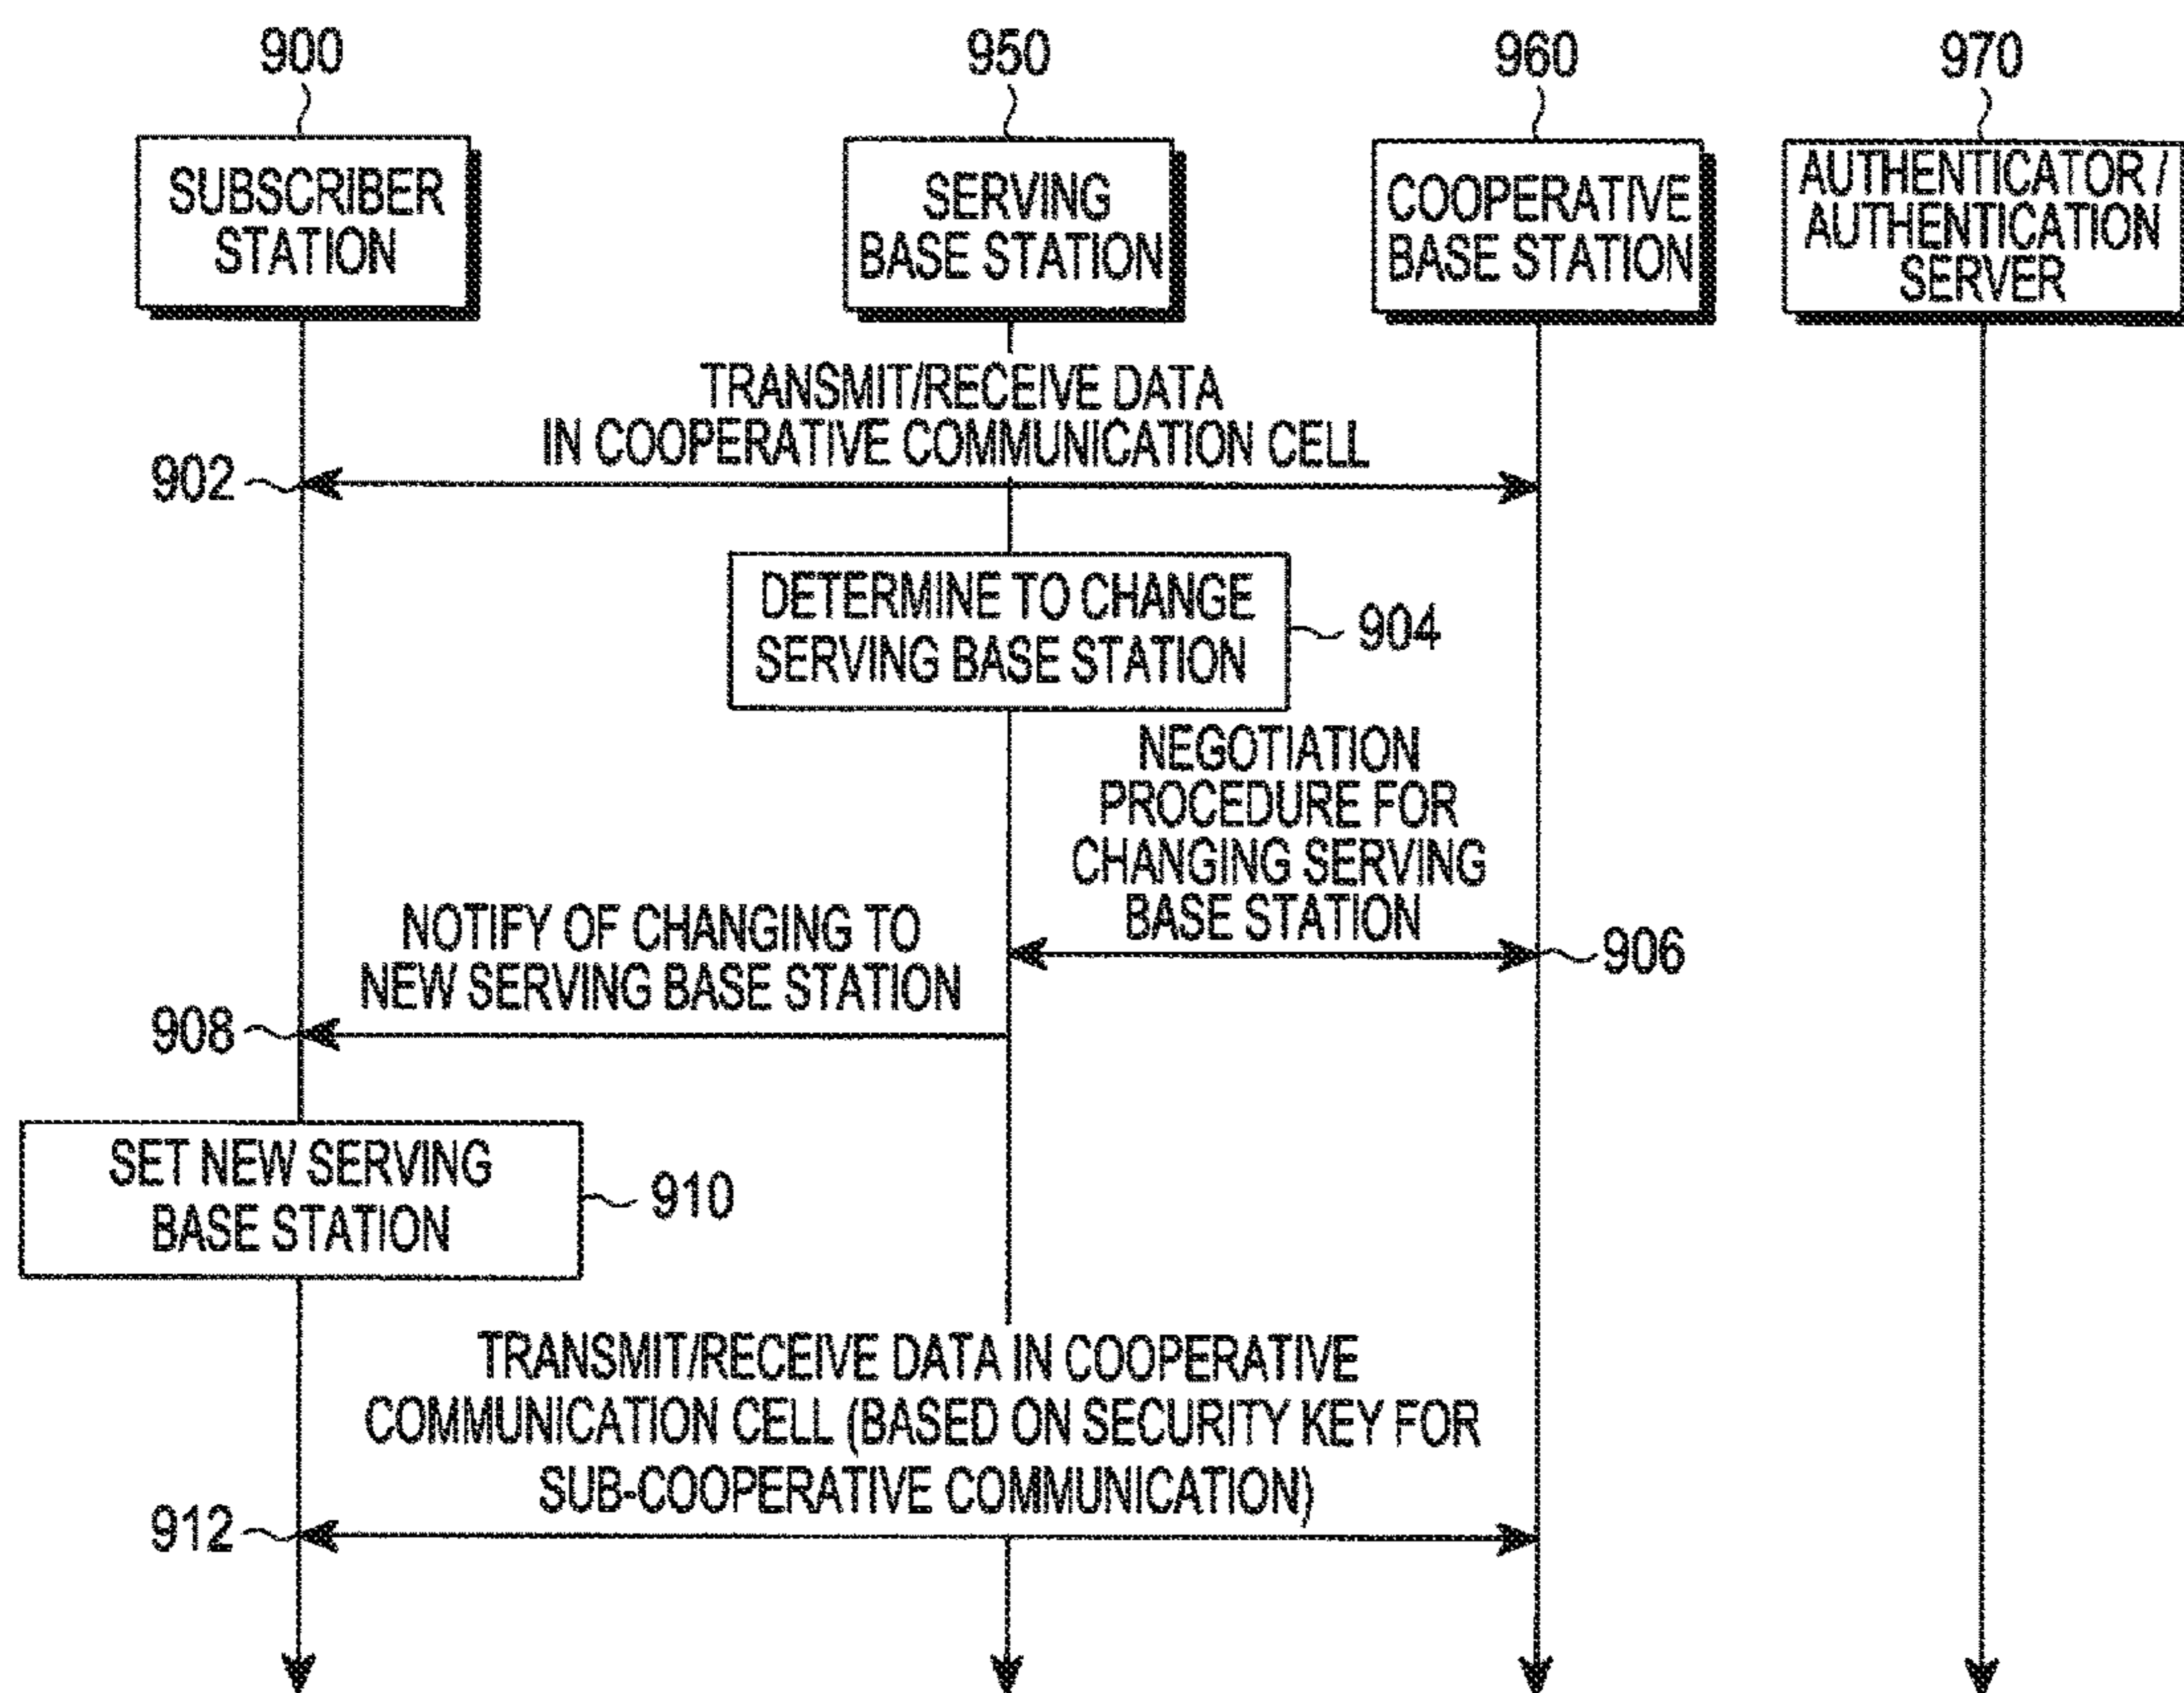 900
950
960
970
SUBSCRIBER
STATION
SERVING
BASE STATION
COOPERATIVE
BASE STATION
AUTHENTICATOR /
AUTHENTICATION
SERVER
TRANSMIT/RECEIVE DATA
IN COOPERATIVE COMMUNICATION CELL
902
DETERMINE TO CHANGE
SERVING BASE STATION
904
NEGOTIATION
PROCEDURE FOR
CHANGING SERVING
BASE STATION
906
NOTIFY OF CHANGING TO
NEW SERVING BASE STATION
908
SET NEW SERVING
BASE STATION
910
TRANSMIT/RECEIVE DATA IN COOPERATIVE
COMMUNICATION CELL (BASED ON SECURITY KEY FOR
SUB-COOPERATIVE COMMUNICATION)
912